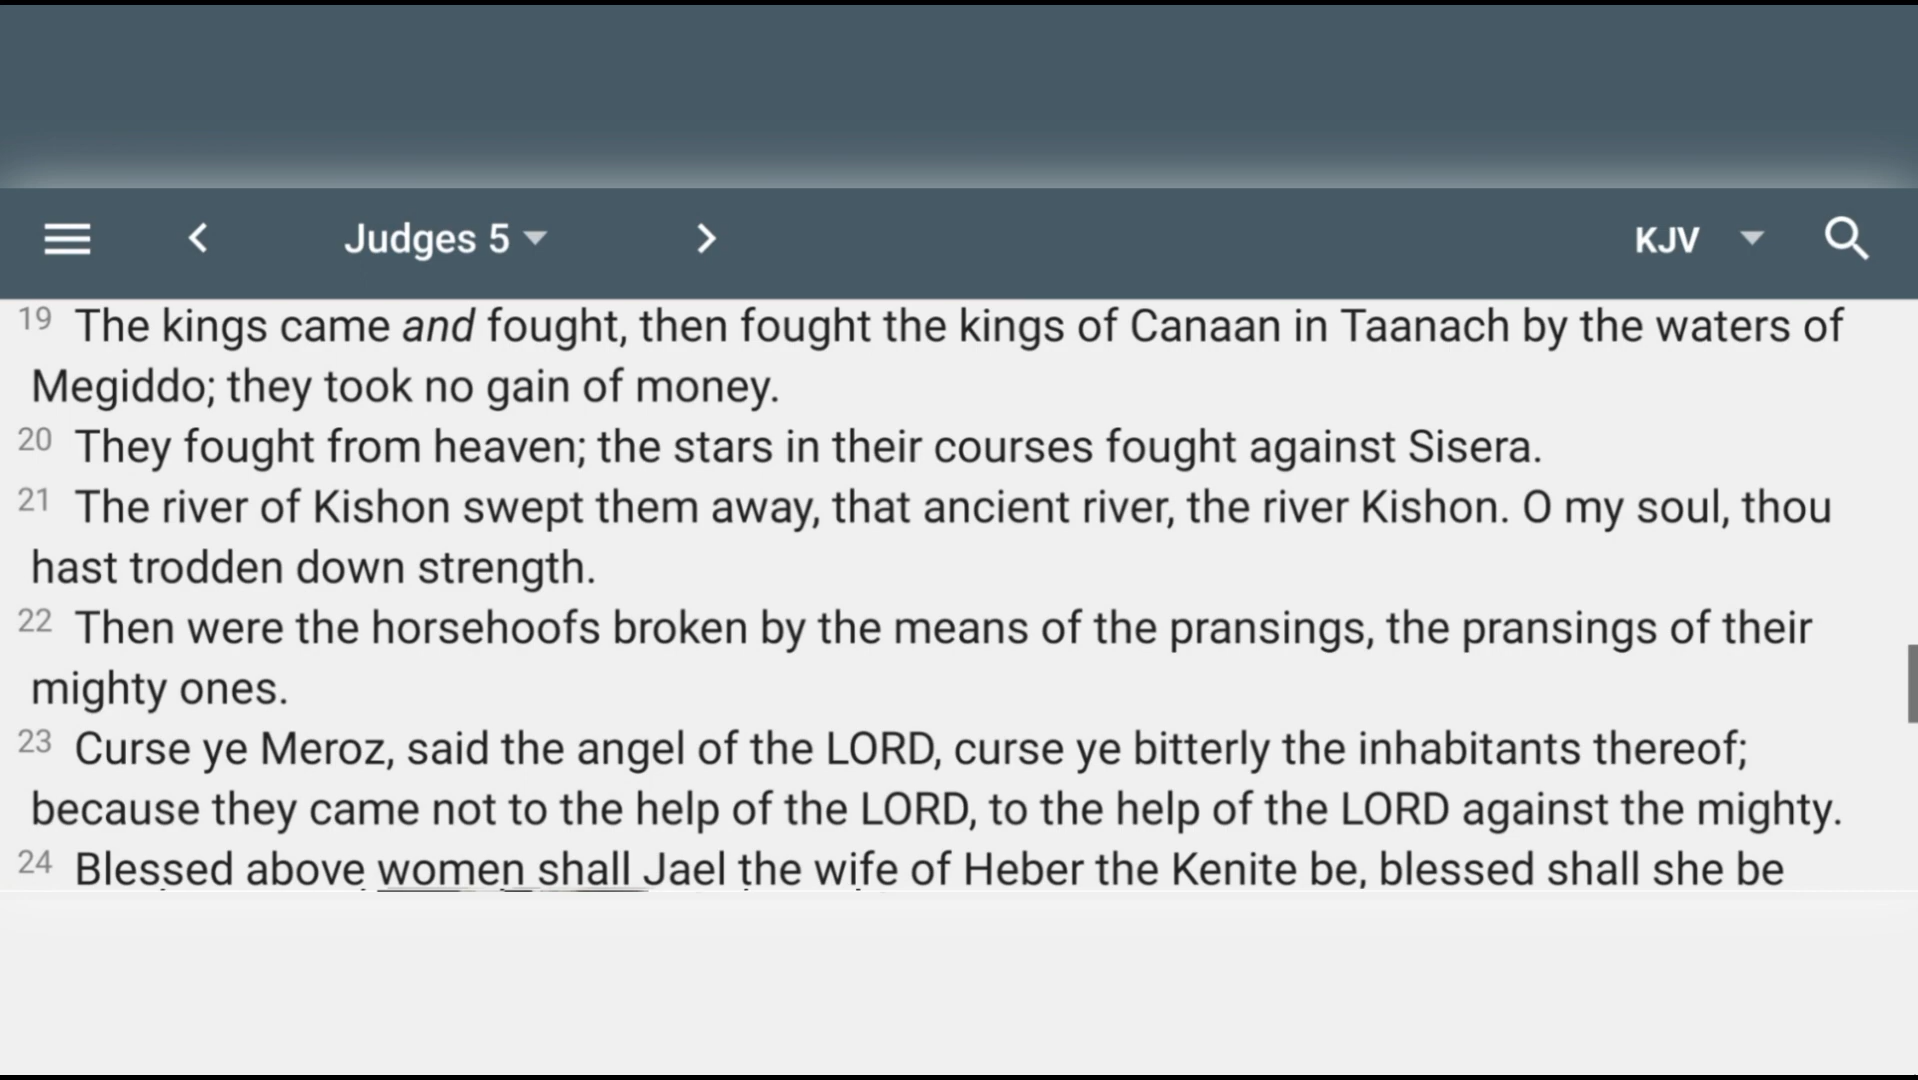 Judges 5
KJV
19 The kings came and fought, then fought the kings of Canaan in Taanach by the waters of
Megiddo; they took no gain of money.
20 They fought from heaven; the stars in their courses fought against Sisera.
21 The river of Kishon swept them away, that ancient river, the river Kishon. O my soul, thou
hast trodden down strength.
22 Then were the horsehoofs broken by the means of the pransings, the pransings of their
mighty ones.
23 Curse ye Meroz, said the angel of the LORD, curse ye bitterly the inhabitants thereof;
because they came not to the help of the LORD, to the help of the LORD against the mighty.
24 Blessed above women shall Jael the wife of Heber the Kenite be, blessed shall she be